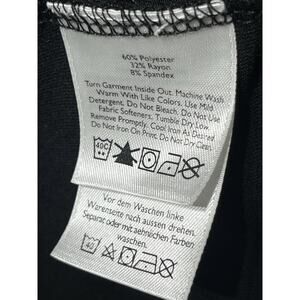 60% Polyester
32% Rayon
8% Spandex
Turn Garment Inside Out. Machine Wash
Warm With Like Colors. Use Mild
Detergent. Do Not Bleach. Do Not Use
Fabric Softeners. Tumble Dry Low.
Remove Promptly. Cool Iron As Desired
Do Not Iron On Print. Do Not Dry Clean.
40C
Vor dem Waschen linke
Warenseite nach aussen drehen.
Separat oder mit aehnlichen Farben
waschen.
40